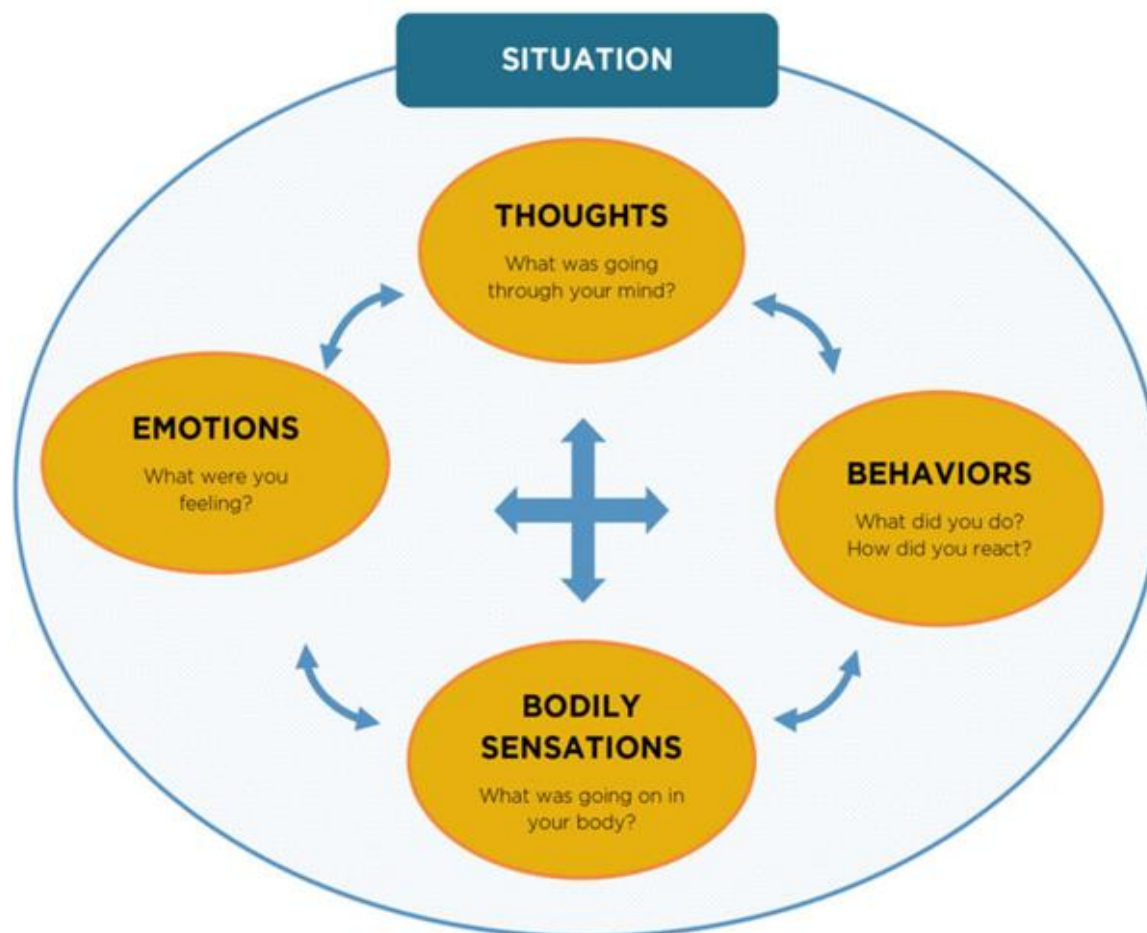 SITUATION
THOUGHTS
What was going
through your mind?
EMOTIONS
What were you
feeling?
BEHAVIORS
What did you do?
How did you react?
BODILY
SENSATIONS
What was going on in
your body?